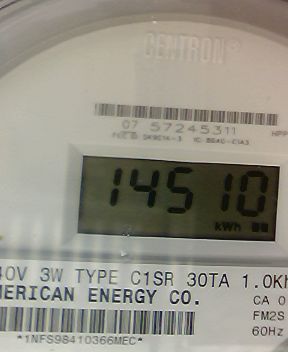 CENTRON®
07 57245311
14510
kWh
40V 3W TYPE C1SR 30TA 1.0Kh
MERICAN ENERGY CO.
CA 0
FM2S
60Hz
*1NFS98410366MEC*